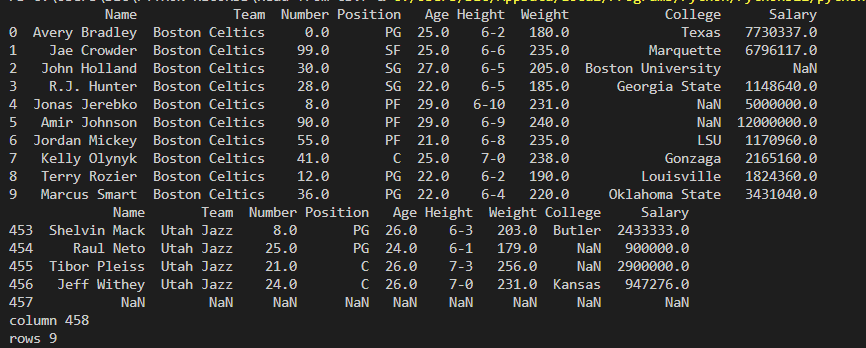 Name Team Number Position Age Height Weight College Salary
0 Avery Bradley Boston Celtics 0.0 PG 25.0 6-2 180.0 Texas 7730337.0
1 Jae Crowder Boston Celtics 99.0 SF 25.0 6-6 235.0 Marquette 6796117.0
2 John Holland Boston Celtics 30.0 SG 27.0 6-5 205.0 Boston University NaN
3 R.J. Hunter Boston Celtics 28.0 SG 22.0 6-5 185.0 Georgia State 1148640.0
4 Jonas Jerebko Boston Celtics 8.0 PF 29.0 6-10 231.0 NaN 5000000.0
5 Amir Johnson Boston Celtics 90.0 PF 29.0 6-9 240.0 NaN 12000000.0
6 Jordan Mickey Boston Celtics 55.0 PF 21.0 6-8 235.0 LSU 1170960.0
7 Kelly Olynyk Boston Celtics 41.0 C 25.0 7-0 238.0 Gonzaga 2165160.0
8 Terry Rozier Boston Celtics 12.0 PG 22.0 6-2 190.0 Louisville 1824360.0
9 Marcus Smart Boston Celtics 36.0 PG 22.0 6-4 220.0 Oklahoma State 3431040.0
Name Team Number Position Age Height Weight College Salary
453 Shelvin Mack Utah Jazz 8.0 PG 26.0 6-3 203.0 Butler 2433333.0
454 Raul Neto Utah Jazz 25.0 PG 24.0 6-1 179.0 NaN 900000.0
455 Tibor Pleiss Utah Jazz 21.0 C 26.0 7-3 256.0 NaN 2900000.0
456 Jeff Withey Utah Jazz 24.0 C 26.0 7-0 231.0 Kansas 947276.0
457 NaN NaN NaN NaN NaN NaN NaN NaN NaN
column 458
rows 9